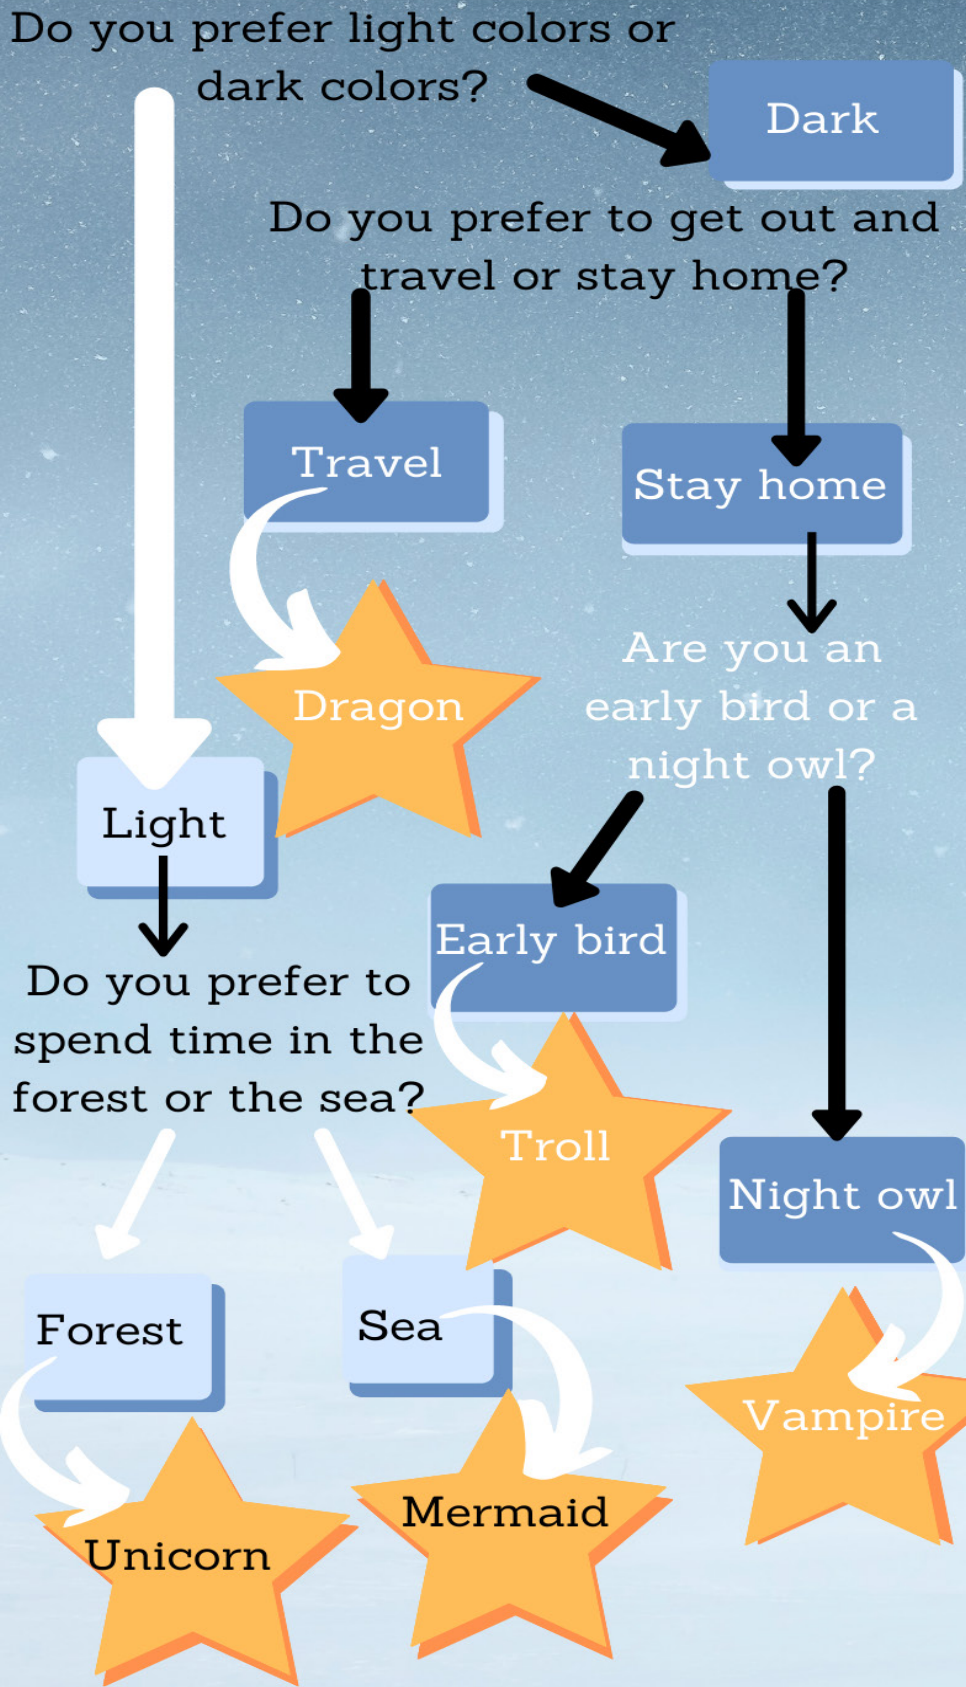 Do you prefer light colors or
dark colors?
Dark
Do you prefer to get out and
travel or stay home?
Travel
Stay home
Dragon
Are you an
early bird or a
night owl?
Light
Early bird
Do you prefer to
spend time in the
forest or the sea?
Troll
Night owl
Forest
Sea
Vampire
Mermaid
Unicorn